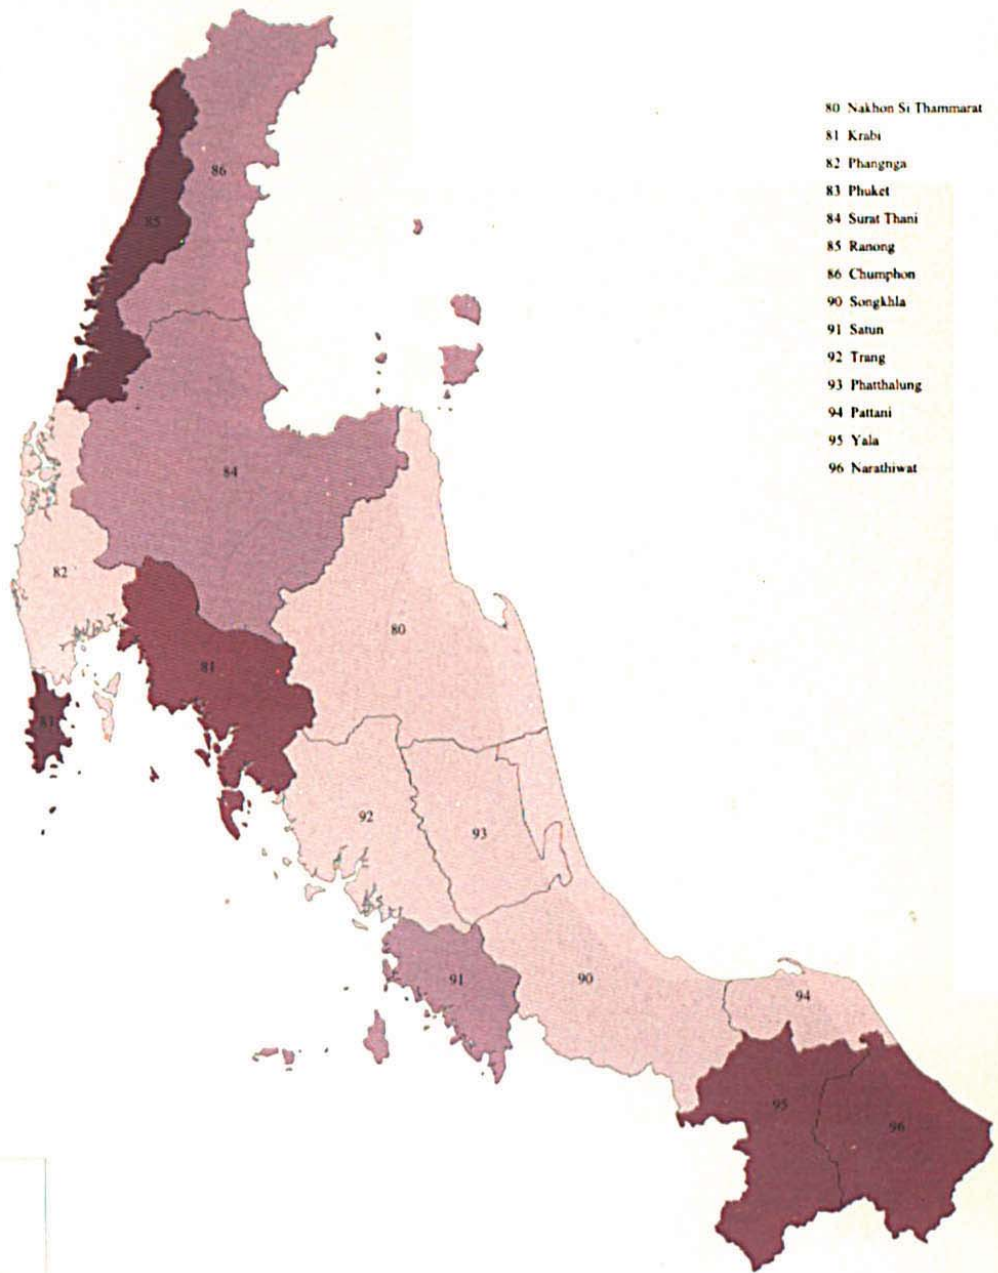 80 Nakhon Si Thammarat
81 Krabi
82 Phangnga
83 Phuket
84 Surat Thani
85 Ranong
86 Chumphon
90 Songkhla
91 Satun
92 Trang
93 Phatthalung
94 Pattani
95 Yala
96 Narathiwat
86
85
84
82
80
81
83
92
93
91
90
94
95
96